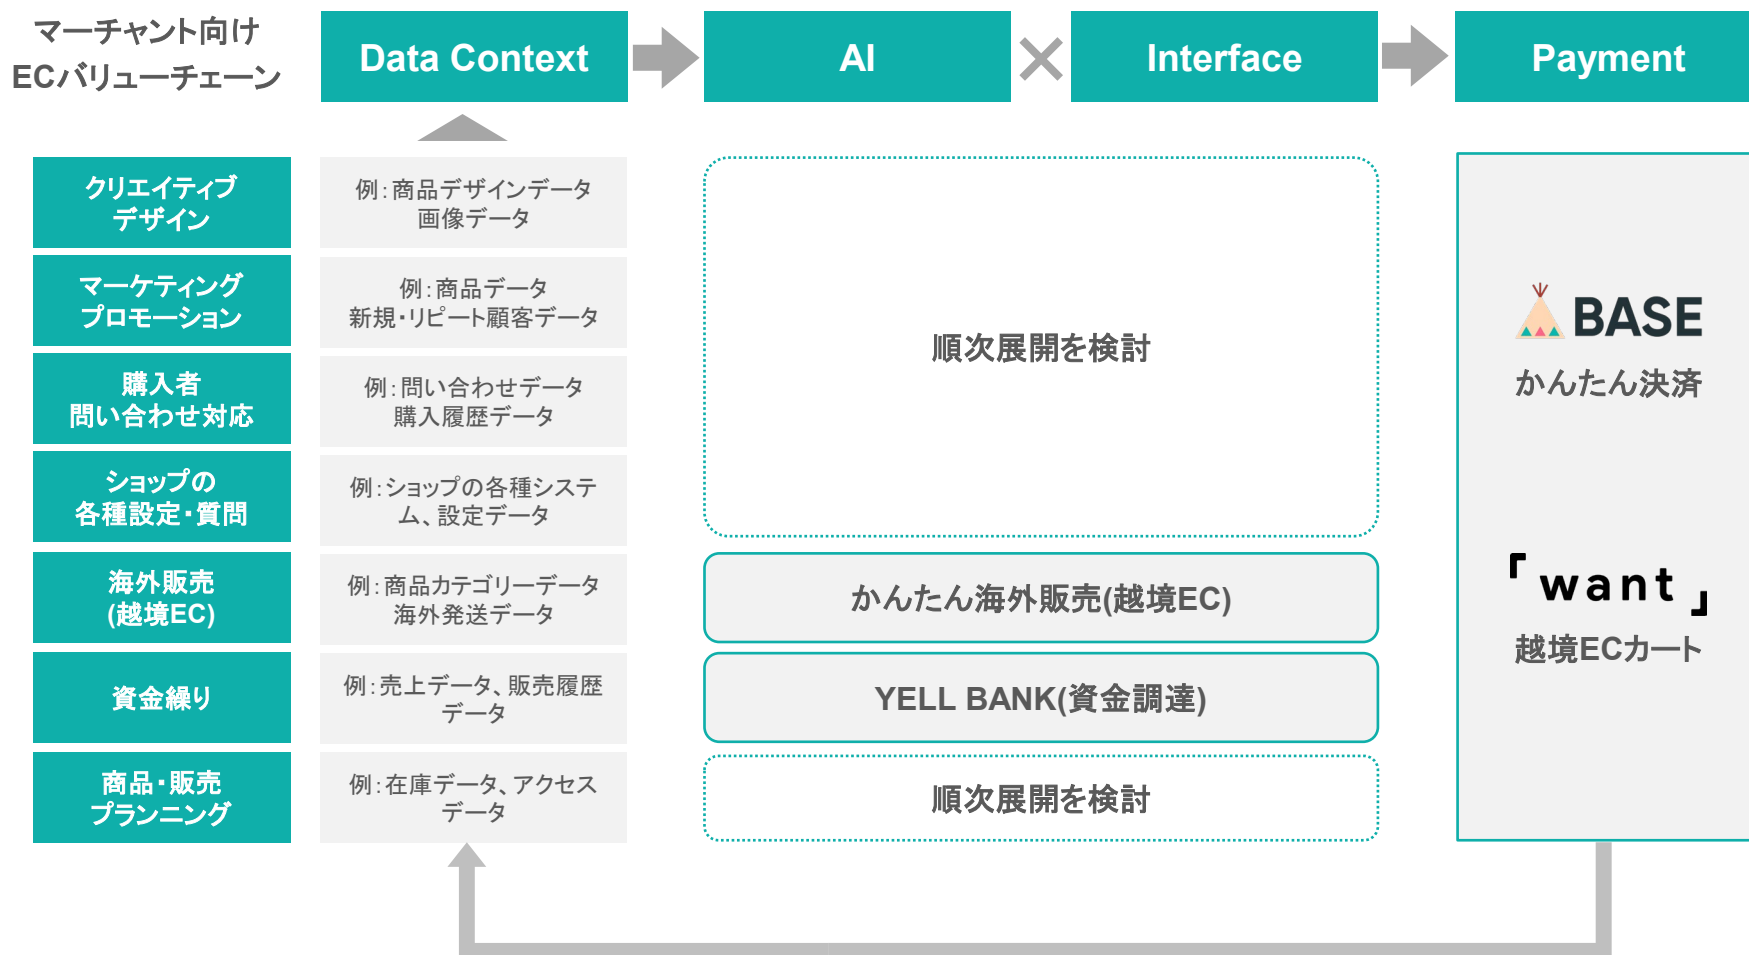 マーチャント向け
ECバリューチェーン
Data Context
AI
Interface
Payment
クリエイティブ
デザイン
例：商品デザインデータ
画像データ
マーケティング
プロモーション
例：商品データ
新規・リピート顧客データ
購入者
問い合わせ対応
例：問い合わせデータ
購入履歴データ
ショップの
各種設定・質問
例：ショップの各種システ
ム、設定データ
順次展開を検討
海外販売
(越境EC)
例：商品カテゴリーデータ
海外発送データ
かんたん海外販売(越境EC)
資金繰り
例：売上データ、販売履歴
データ
YELL BANK(資金調達)
商品・販売
プランニング
例：在庫データ、アクセス
データ
順次展開を検討
BASE
かんたん決済
「want」
越境ECカート